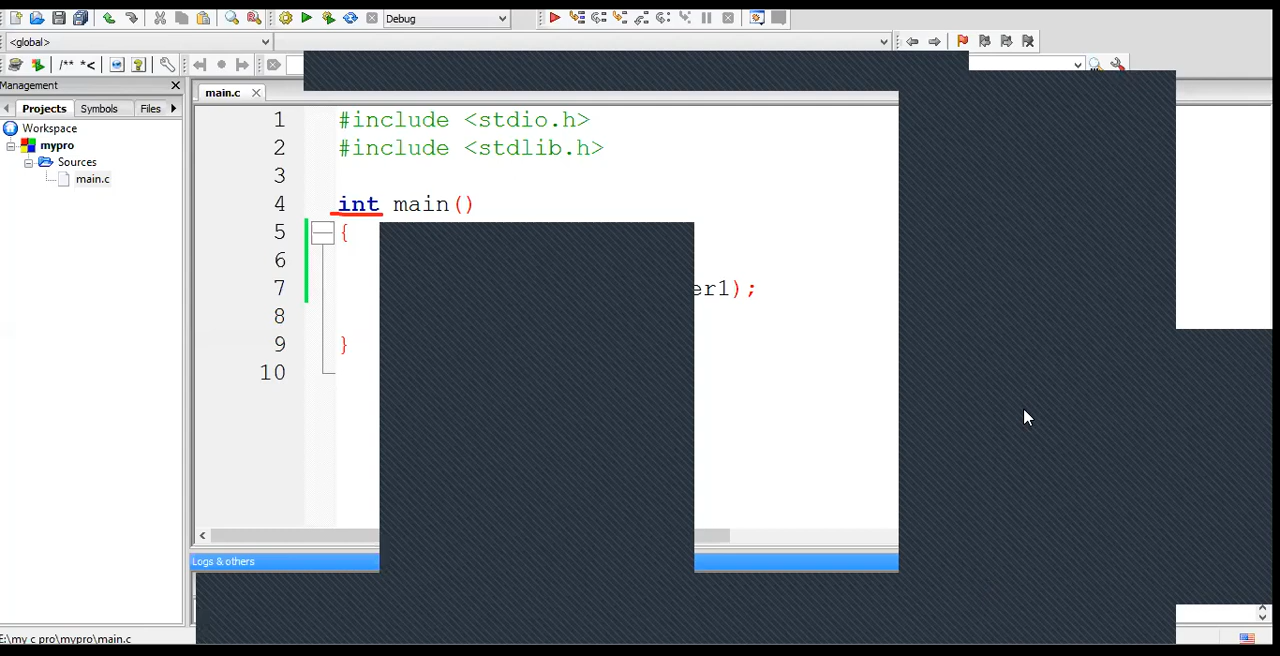 Debug
<global>
/** *<
Management
main.c
Projects Symbols Files
Workspace
mypro
Sources
main.c
1 #include <stdio.h>
2 #include <stdlib.h>
3
4 int main()
5 {
6
7 er1);
8
9 }
10
Logs & others
E:\my c pro\mypro\main.c